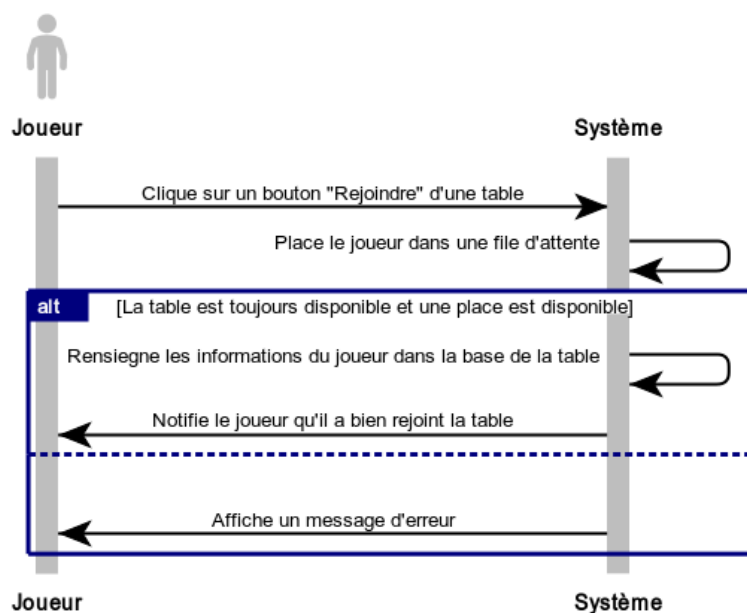 Joueur Système
Clique sur un bouton "Rejoindre" d'une table
Place le joueur dans une file d'attente
alt [La table est toujours disponible et une place est disponible]
Rensiegne les informations du joueur dans la base de la table
Notifie le joueur qu'il a bien rejoint la table
Affiche un message d'erreur
Joueur Système